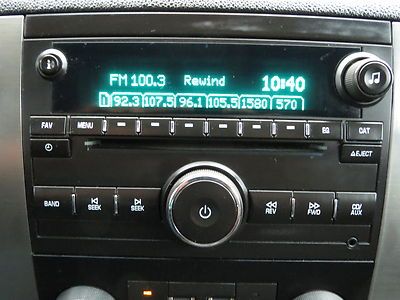 FM 100.3 Rewind 10:40
1 92.3 107.5 96.1 105.5 1580 570
FAV MENU EQ CAT
EJECT
BAND SEEK SEEK REV FWD CD/
AUX